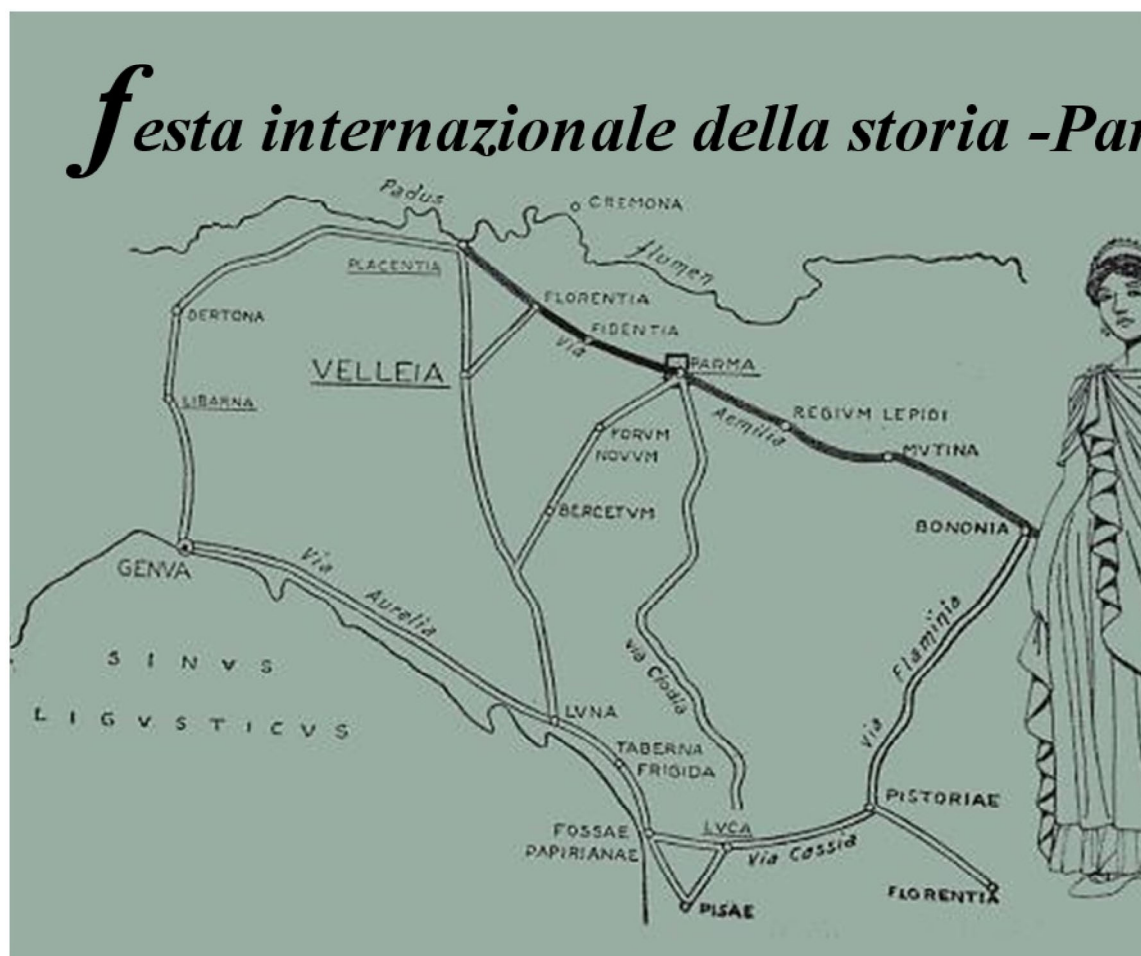 festa internazionale della storia -Par
Padus
CREMONA
flumen
PLACENTIA
DERTONA
FLORENTIA
FIDENTIA
Via
VELLEIA
PARMA
LIBARNA
Aemilia
REGIVM LEPIDI
FORVM
NOVVM
MVTINA
BERCETVM
BONONIA
GENVA
Via
Aurelia
Flaminia
SINVS
via Clodia
LIGVSTICVS
LVNA
via
TABERNA
FRIGIDA
PISTORIAE
FOSSAE
PAPIRIANAE
LVCA
Via Cassia
FLORENTIA
PISAE